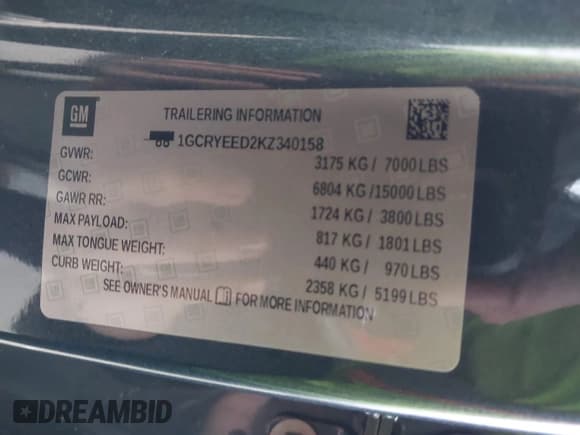 GM
TRAILERING INFORMATION
1GCRYEED2KZ340158
GVWR: 3175 KG / 7000 LBS
GCWR: 6804 KG /15000 LBS
GAWR RR: 1724 KG / 3800 LBS
MAX PAYLOAD: 817 KG / 1801 LBS
MAX TONGUE WEIGHT: 440 KG / 970 LBS
CURB WEIGHT: 2358 KG / 5199 LBS
SEE OWNER'S MANUAL FOR MORE INFORMATION
DREAMBID